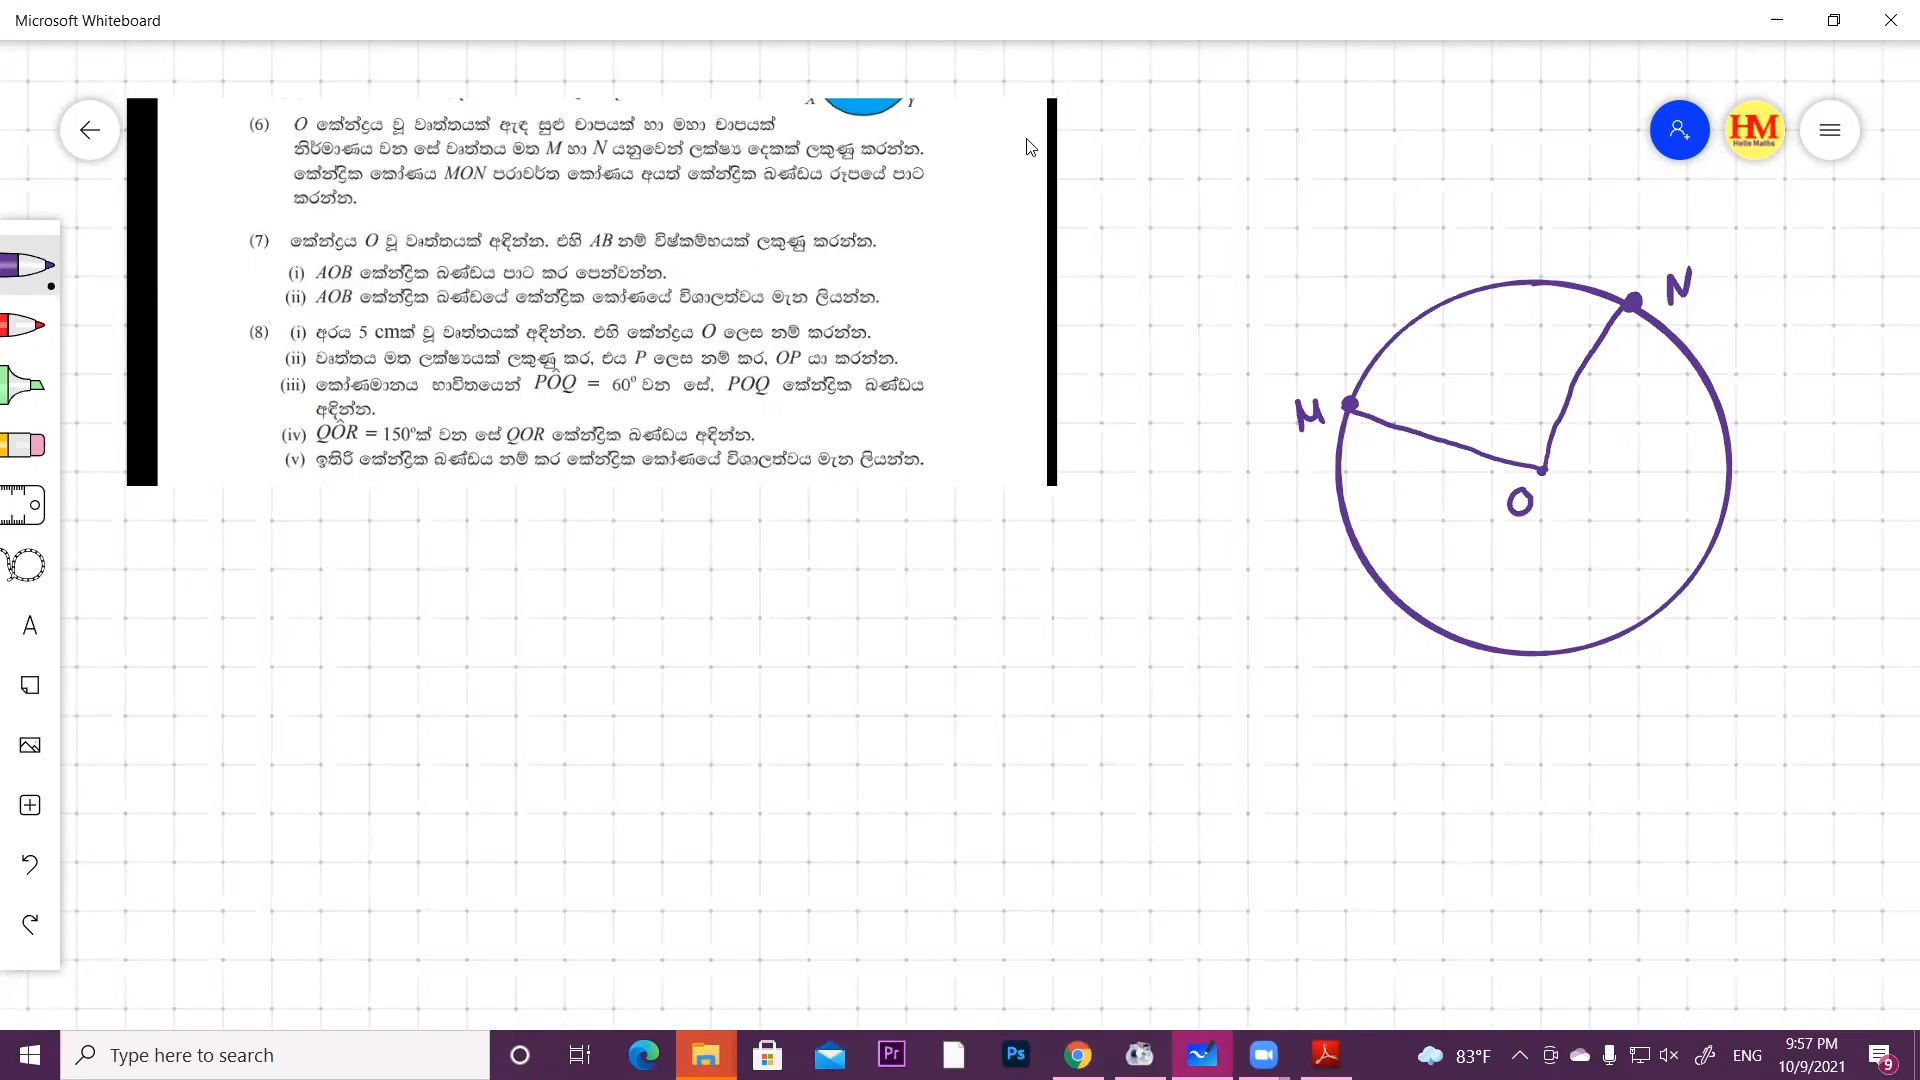 Microsoft Whiteboard
X Y
(6) O කේන්ද්‍රය වූ වෘත්තයක් ඇඳ සුළු චාපයක් හා මහා චාපයක්
නිර්මාණය වන සේ වෘත්තය මත M හා N යනුවෙන් ලක්ෂ්‍ය දෙකක් ලකුණු කරන්න.
කේන්ද්‍රික කෝණය MON පරාවර්ත කෝණය අයත් කේන්ද්‍රික ඛණ්ඩය රූපයේ පාට
කරන්න.
(7) කේන්ද්‍රය O වූ වෘත්තයක් අඳින්න. එහි AB නම් විෂ්කම්භයක් ලකුණු කරන්න.
(i) AOB කේන්ද්‍රික ඛණ්ඩය පාට කර පෙන්වන්න.
(ii) AOB කේන්ද්‍රික ඛණ්ඩයේ කේන්ද්‍රික කෝණයේ විශාලත්වය මැන ලියන්න.
(8) (i) අරය 5 cmක් වූ වෘත්තයක් අඳින්න. එහි කේන්ද්‍රය O ලෙස නම් කරන්න.
(ii) වෘත්තය මත ලක්ෂ්‍යයක් ලකුණු කර, එය P ලෙස නම් කර, OP යා කරන්න.
(iii) කෝණමානය භාවිතයෙන් PÔQ = 60° වන සේ, POQ කේන්ද්‍රික ඛණ්ඩය
අඳින්න.
(iv) QÔR = 150°ක් වන සේ QOR කේන්ද්‍රික ඛණ්ඩය අඳින්න.
(v) ඉතිරි කේන්ද්‍රික ඛණ්ඩය නම් කර කේන්ද්‍රික කෝණයේ විශාලත්වය මැන ලියන්න.
HM
Hello Maths
N
M
O
A
Type here to search
Pr
Ps
83°F
ENG
9:57 PM
10/9/2021
9